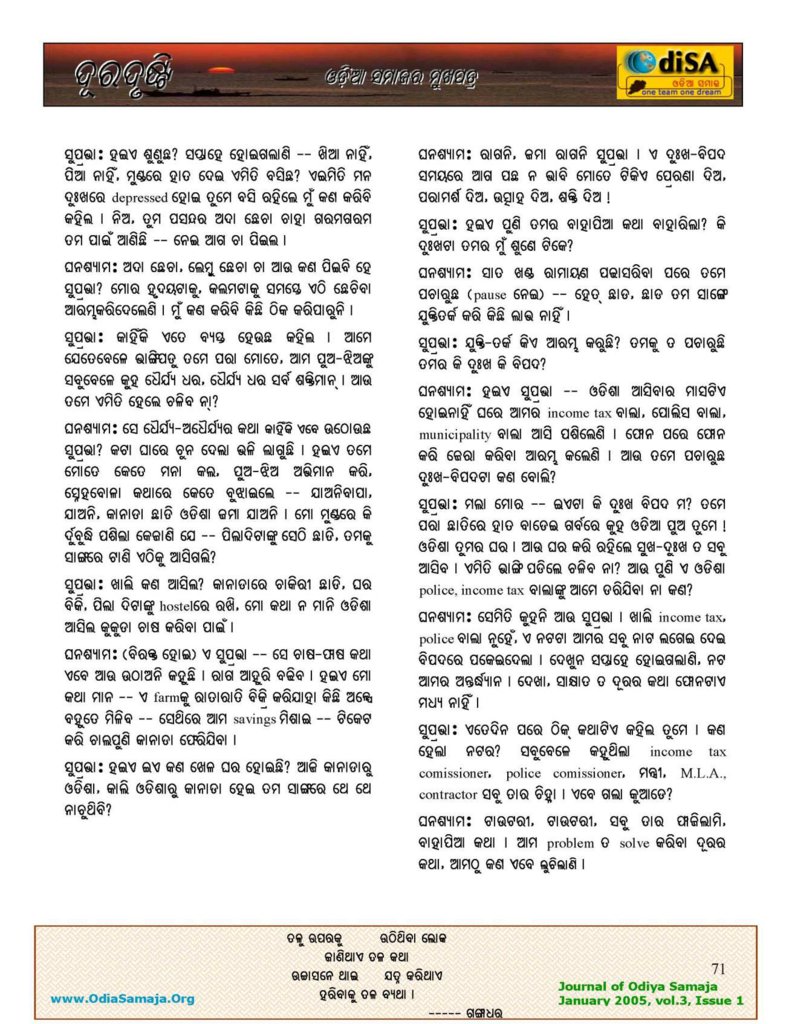 ଦୂରଦୃଷ୍ଟି
ଓଡ଼ିଆ ସମାଜର ମୁଖପତ୍ର
OdiSA
ଓଡିଆ ସମାଜ
one team one dream
ସୁପ୍ରଭା: ହଇଏ ଶୁଣୁଛ? ସପ୍ତାହେ ହୋଇଗଲାଣି -- ଖିଆ ନାହିଁ,
ପିଆ ନାହିଁ, ମୁଣ୍ଡରେ ହାତ ଦେଇ ଏମିତି ବସିଛ? ଏଇମିତି ମନ
ଦୁଃଖରେ depressed ହୋଇ ତୁମେ ବସି ରହିଲେ ମୁଁ କଣ କରିବି
କହିଲ । ନିଅ, ତୁମ ପସନ୍ଦର ଅଦା ଛେଚା ଚାହା ଗରମଗରମ
ତମ ପାଇଁ ଆଣିଛି -- ନେଇ ଆଗ ଚା ପିଇଲ ।
ଘନଶ୍ୟାମ: ଅଦା ଛେଚା, ଲେମ୍ବୁ ଛେଚା ଚା ଆଉ କଣ ପିଇବି ହେ
ସୁପ୍ରଭା? ମୋର ହୃଦୟଟାକୁ, କଲମଟାକୁ ସମସ୍ତେ ଏଠି ଛେଚିବା
ଆରମ୍ଭକରିଦେଲେଣି । ମୁଁ କଣ କରିବି କିଛି ଠିକ କରିପାରୁନି ।
ସୁପ୍ରଭା: କାହିଁକି ଏତେ ବ୍ୟସ୍ତ ହେଉଛ କହିଲ । ଆମେ
ଯେତେବେଳେ ଭାଙ୍ଗିପଡୁ ତମେ ପରା ମୋତେ, ଆମ ପୁଅ-ଝିଅଙ୍କୁ
ସବୁବେଳେ କୁହ ଧୈର୍ଯ୍ୟ ଧର, ଧୈର୍ଯ୍ୟ ଧର ସର୍ବ ଶକ୍ତିମାନ୍ । ଆଉ
ତମେ ଏମିତି ହେଲେ ଚଳିବ ନା?
ଘନଶ୍ୟାମ: ସେ ଧୈର୍ଯ୍ୟ-ଅଧୈର୍ଯ୍ୟର କଥା କାହିଁକି ଏବେ ଉଠୋଉଛ
ସୁପ୍ରଭା? କଟା ଘାରେ ଚୂନ ଦେଲା ଭଳି ଲାଗୁଛି । ହଇଏ ତମେ
ମୋତେ କେତେ ମନା କଲ, ପୁଅ-ଝିଅ ଅଭିମାନ କରି,
ସ୍ନେହବୋଳା କଥାରେ କେତେ ବୁଝାଇଲେ -- ଯାଅନିବାପା,
ଯାଅନି, କାନାଡା ଛାଡି ଓଡିଶା ଜମା ଯାଅନି । ମୋ ମୁଣ୍ଡରେ କି
ର୍ଦୁବୁଦ୍ଧି ପଶିଲା କେଜାଣି ଯେ -- ପିଲାଦିଟାଙ୍କୁ ସେଠି ଛାଡି, ତମକୁ
ସାଙ୍ଗରେ ଟାଣି ଏଠିକୁ ଆସିଗଲି?
ସୁପ୍ରଭା: ଖାଲି କଣ ଆସିଲ? କାନାଡାରେ ଚାକିରୀ ଛାଡି, ଘର
ବିକି, ପିଲା ଦିଟାଙ୍କୁ hostelରେ ରଖି, ମୋ କଥା ନ ମାନି ଓଡିଶା
ଆସିଲ କୁକୁଡା ଚାଷ କରିବା ପାଇଁ ।
ଘନଶ୍ୟାମ: (ବିରକ୍ତ ହୋଇ) ଏ ସୁପ୍ରଭା -- ସେ ଚାଷ-ଫାଷ କଥା
ଏବେ ଆଉ ଉଠାଅନି କହୁଛି । ରାଗ ଆହୁରି ବଢିବ । ହଇଏ ମୋ
କଥା ମାନ -- ଏ farmକୁ ରାତାରାତି ବିକ୍ରି କରିଯାହା କିଛି ଅଳ୍ପେ
ବହୁତେ ମିଳିବ -- ସେଥିରେ ଆମ savings ମିଶାଇ -- ଟିକେଟ
କରି ଚାଲପୁଣି କାନାଡା ଫେରିଯିବା ।
ସୁପ୍ରଭା: ହଇଏ ଇଏ କଣ ଖେଳ ଘର ହୋଇଛି? ଆଜି କାନାଡାରୁ
ଓଡିଶା, କାଲି ଓଡିଶାରୁ କାନାଡା ହେଇ ତମ ସାଙ୍ଗରେ ଥେ ଥେ
ନାଚୁଥିବି?
ଘନଶ୍ୟାମ: ରାଗନି, ଜମା ରାଗନି ସୁପ୍ରଭା । ଏ ଦୁଃଖ-ବିପଦ
ସମୟରେ ଆଗ ପଛ ନ ଭାବି ମୋତେ ଟିକିଏ ପ୍ରେରଣା ଦିଅ,
ପରାମର୍ଶ ଦିଅ, ଉତ୍ସାହ ଦିଅ, ଶକ୍ତି ଦିଅ !
ସୁପ୍ରଭା: ହଇଏ ପୁଣି ତମର ବାହାପିଆ କଥା ବାହାରିଲା? କି
ଦୁଃଖଟା ତମର ମୁଁ ଶୁଣେ ଟିକେ?
ଘନଶ୍ୟାମ: ସାତ ଖଣ୍ଡ ରାମାୟଣ ପଢାସରିବା ପରେ ତମେ
ପଚାରୁଛ (pause ନେଇ) -- ହେତ୍ ଛାଡ, ଛାଡ ତମ ସାଙ୍ଗେ
ଯୁକ୍ତିତର୍କ କରି କିଛି ଲାଭ ନାହିଁ ।
ସୁପ୍ରଭା: ଯୁକ୍ତି-ତର୍କ କିଏ ଆରମ୍ଭ କରୁଛି? ତମକୁ ତ ପଚାରୁଛି
ତମର କି ଦୁଃଖ କି ବିପଦ?
ଘନଶ୍ୟାମ: ହଇଏ ସୁପ୍ରଭା -- ଓଡିଶା ଆସିବାର ମାସଟିଏ
ହୋଇନାହିଁ ଘରେ ଆମର income tax ବାଲା, ପୋଲିସ ବାଲା,
municipality ବାଲା ଆସି ପଶିଲେଣି । ଫୋନ ପରେ ଫୋନ
କରି ଜେରା କରିବା ଆରମ୍ଭ କଲେଣି । ଆଉ ତମେ ପଚାରୁଛ
ଦୁଃଖ-ବିପଦଟା କଣ ବୋଲି?
ସୁପ୍ରଭା: ମଲା ମୋର -- ଇଏଟା କି ଦୁଃଖ ବିପଦ ମ? ତମେ
ପରା ଛାତିରେ ହାତ ବାଡେଇ ଗର୍ବରେ କୁହ ଓଡିଆ ପୁଅ ତୁମେ !
ଓଡିଶା ତୁମର ଘର । ଆଉ ଘର କରି ରହିଲେ ସୁଖ-ଦୁଃଖ ତ ସବୁ
ଆସିବ । ଏମିତି ଭାଙ୍ଗି ପଡିଲେ ଚଳିବ ନା? ଆଉ ପୁଣି ଏ ଓଡିଶା
police, income tax ବାଲାଙ୍କୁ ଆମେ ଡରିଯିବା ନା କଣ?
ଘନଶ୍ୟାମ: ସେମିତି କୁହନି ଆଉ ସୁପ୍ରଭା । ଖାଲି income tax,
police ବାଲା ନୁହେଁ, ଏ ନଟଟା ଆମର ସବୁ ନାଟ ଲଗେଇ ଦେଇ
ବିପଦରେ ପକେଇଦେଲା । ଦେଖୁନ ସପ୍ତାହେ ହୋଇଗଲାଣି, ନଟ
ଆମର ଅନ୍ତର୍ଦ୍ଧ୍ୟାନ । ଦେଖା, ସାକ୍ଷାତ ତ ଦୂରର କଥା ଫୋନଟାଏ
ମଧ୍ୟ ନାହିଁ ।
ସୁପ୍ରଭା: ଏତେଦିନ ପରେ ଠିକ୍ କଥାଟିଏ କହିଲ ତୁମେ । କଣ
ହେଲା ନଟର? ସବୁବେଳେ କହୁଥିଲା income tax
comissioner, police comissioner, ମନ୍ତ୍ରୀ, M.L.A.,
contractor ସବୁ ତାର ଚିହ୍ନା । ଏବେ ଗଲା କୁଆଡେ?
ଘନଶ୍ୟାମ: ଟାଉଟରୀ, ଟାଉଟରୀ, ସବୁ ତାର ଫାଜିଲାମି,
ବାହାପିଆ କଥା । ଆମ problem ତ solve କରିବା ଦୂରର
କଥା, ଆମଠୁ କଣ ଏବେ ଲୁଚିଲାଣି ।
ତଳୁ ଉପରକୁ ଉଠିଥିବା ଲୋକ
ଜାଣିଥାଏ ତଳ କଥା
ଉଚ୍ଚାସନେ ଥାଇ ଯତ୍ନ କରିଥାଏ
ହରିବାକୁ ତଳ ବ୍ୟଥା ।
----- ଗଙ୍ଗାଧର
71
www.OdiaSamaja.Org
Journal of Odiya Samaja
January 2005, vol.3, Issue 1